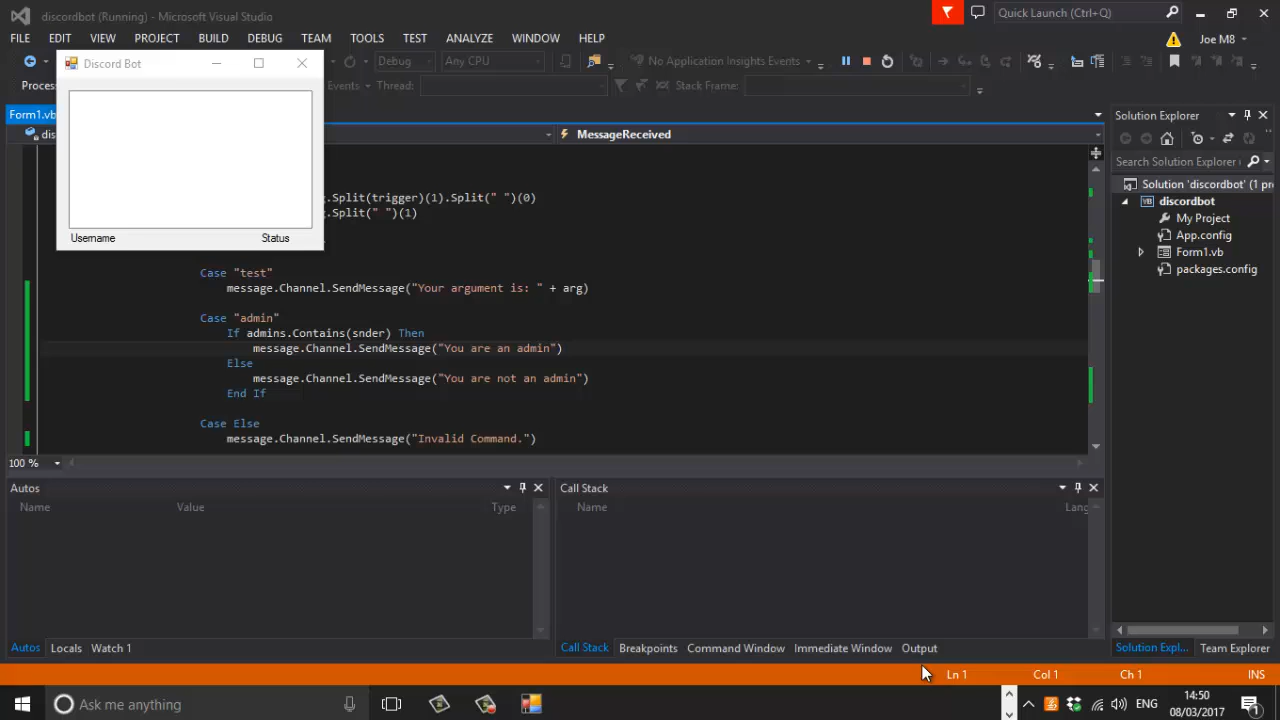 discordbot (Running) - Microsoft Visual Studio
Quick Launch (Ctrl+Q)
FILE EDIT VIEW PROJECT BUILD DEBUG TEAM TOOLS TEST ANALYZE WINDOW HELP
Joe M8
Discord Bot
Debug Any CPU No Application Insights Events
Proces Events Thread: Stack Frame:
Form1.vb
Solution Explorer
dis MessageReceived
Search Solution Explorer
Solution 'discordbot' (1 pr
discordbot
My Project
App.config
Form1.vb
packages.config
.Split(trigger)(1).Split(" ")(0)
.Split(" ")(1)
Username Status
Case "test"
message.Channel.SendMessage("Your argument is: " + arg)
Case "admin"
If admins.Contains(snder) Then
message.Channel.SendMessage("You are an admin")
Else
message.Channel.SendMessage("You are not an admin")
End If
Case Else
message.Channel.SendMessage("Invalid Command.")
100 %
Autos
Name Value Type
Call Stack
Name Lang
Autos Locals Watch 1
Call Stack Breakpoints Command Window Immediate Window Output
Solution Expl... Team Explorer
Ln 1 Col 1 Ch 1 INS
Ask me anything
ENG
14:50
08/03/2017
1